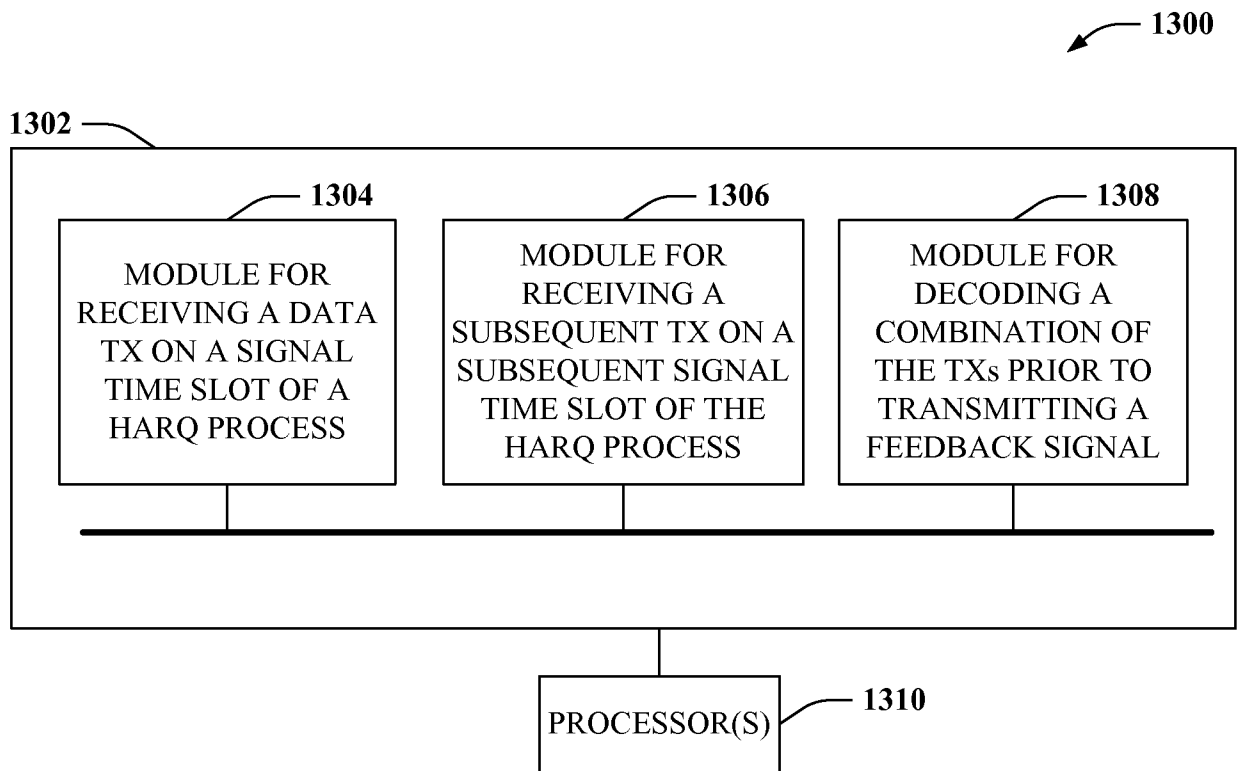 1300
1302
1304
MODULE FOR
RECEIVING A DATA
TX ON A SIGNAL
TIME SLOT OF A
HARQ PROCESS
1306
MODULE FOR
RECEIVING A
SUBSEQUENT TX ON A
SUBSEQUENT SIGNAL
TIME SLOT OF THE
HARQ PROCESS
1308
MODULE FOR
DECODING A
COMBINATION OF
THE TXs PRIOR TO
TRANSMITTING A
FEEDBACK SIGNAL
PROCESSOR(S)
1310